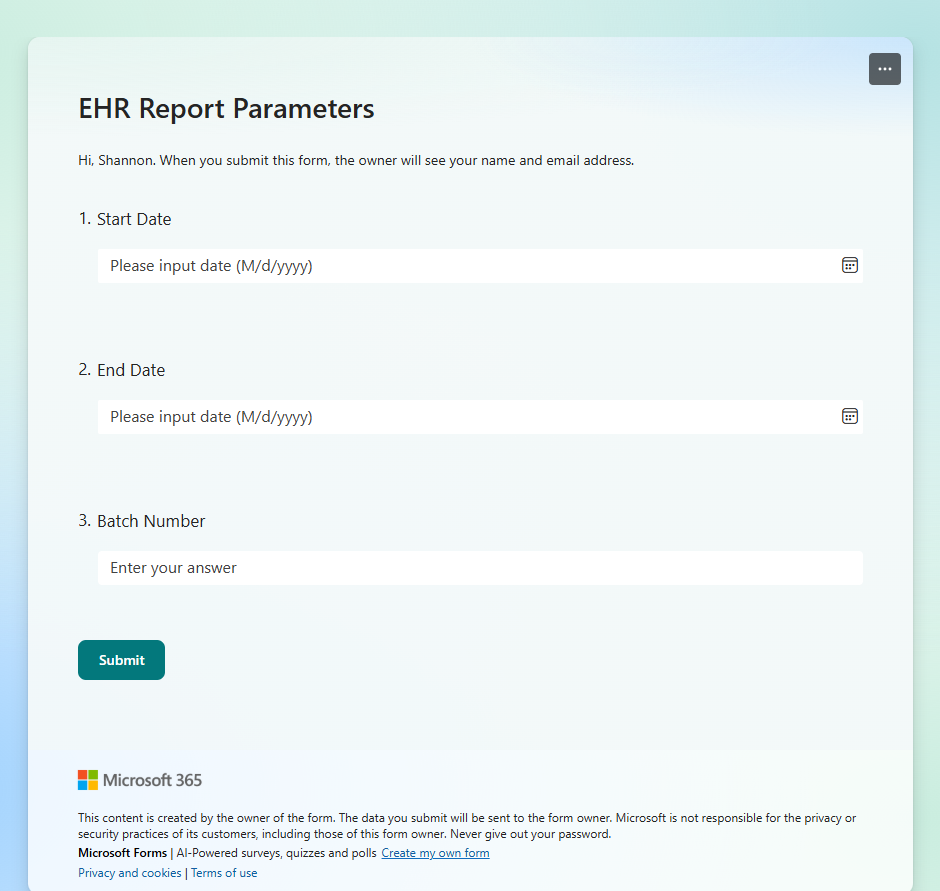 EHR Report Parameters
Hi, Shannon. When you submit this form, the owner will see your name and email address.
1. Start Date
Please input date (M/d/yyyy)
2. End Date
Please input date (M/d/yyyy)
3. Batch Number
Enter your answer
Submit
Microsoft 365
This content is created by the owner of the form. The data you submit will be sent to the form owner. Microsoft is not responsible for the privacy or
security practices of its customers, including those of this form owner. Never give out your password.
Microsoft Forms | AI-Powered surveys, quizzes and polls Create my own form
Privacy and cookies | Terms of use